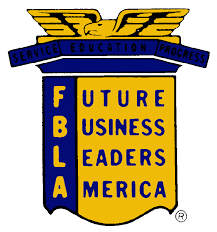 SERVICE EDUCATION PROGRESS
FUTURE
BUSINESS
LEADERS
AMERICA
®